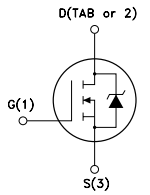 D(TAB or 2)
G(1)
S(3)